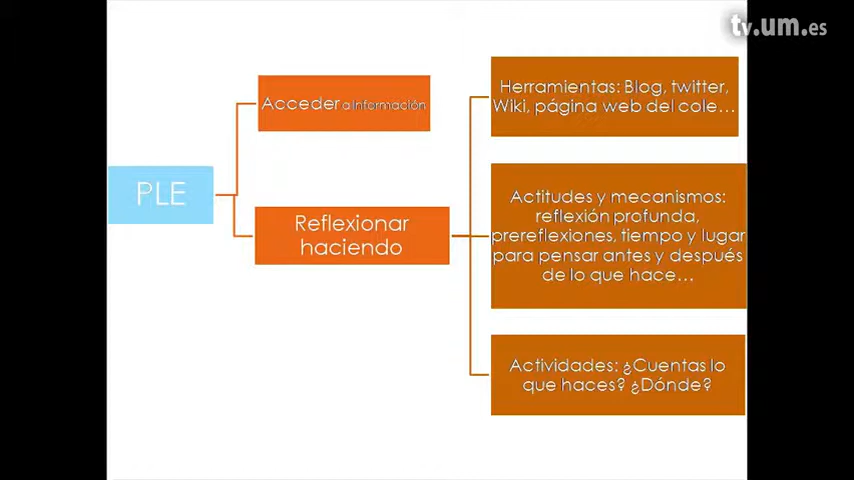 tv.um.es
Acceder a Información
PLE
Reflexionar
haciendo
Herramientas: Blog, twitter,
Wiki, página web del cole…
Actitudes y mecanismos:
reflexión profunda,
prereflexiones, tiempo y lugar
para pensar antes y después
de lo que hace…
Actividades: ¿Cuentas lo
que haces? ¿Dónde?